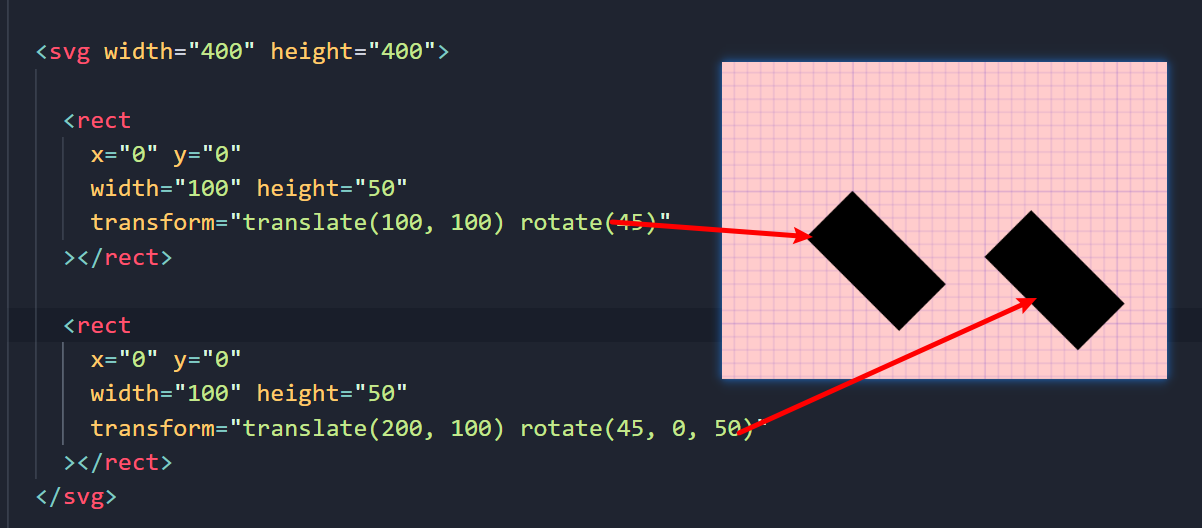 <svg width="400" height="400">
<rect
x="0" y="0"
width="100" height="50"
transform="translate(100, 100) rotate(45)"
></rect>
<rect
x="0" y="0"
width="100" height="50"
transform="translate(200, 100) rotate(45, 0, 50)"
></rect>
</svg>